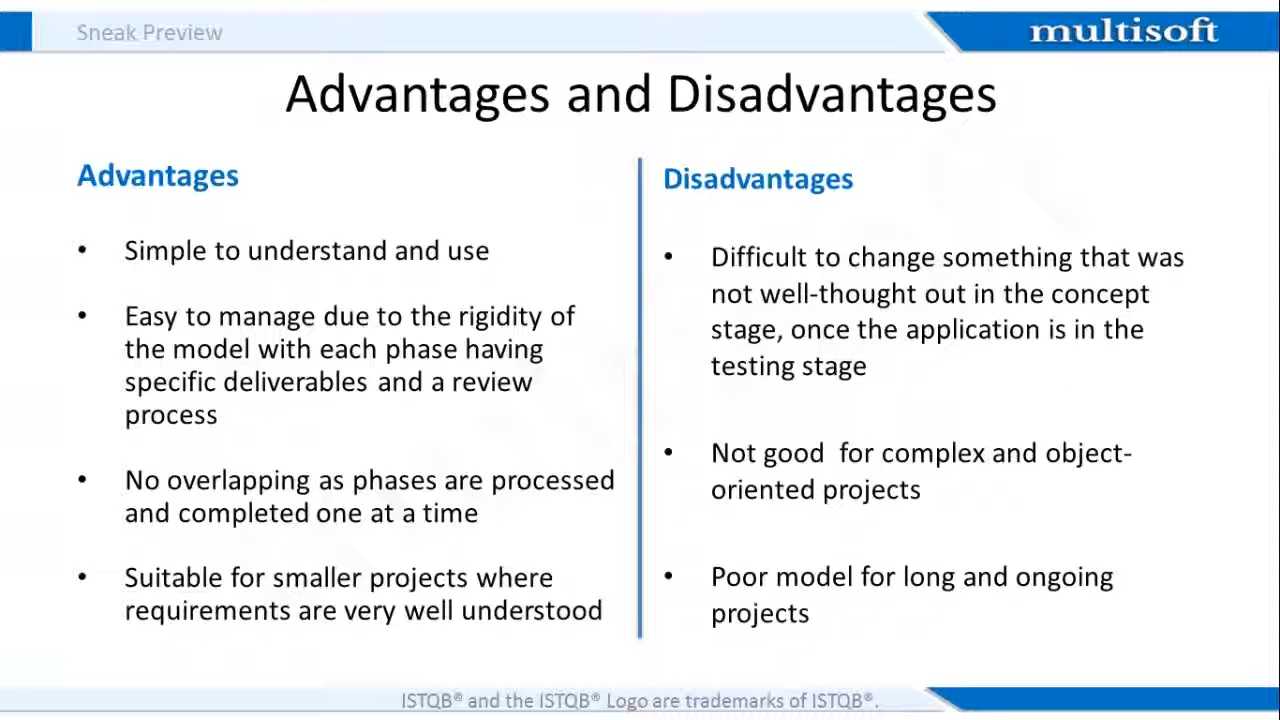 Sneak Preview
multisoft
Advantages and Disadvantages
Advantages
• Simple to understand and use
• Easy to manage due to the rigidity of
the model with each phase having
specific deliverables and a review
process
• No overlapping as phases are processed
and completed one at a time
• Suitable for smaller projects where
requirements are very well understood
Disadvantages
• Difficult to change something that was
not well-thought out in the concept
stage, once the application is in the
testing stage
• Not good for complex and object-
oriented projects
• Poor model for long and ongoing
projects
ISTQB® and the ISTQB® Logo are trademarks of ISTQB®.